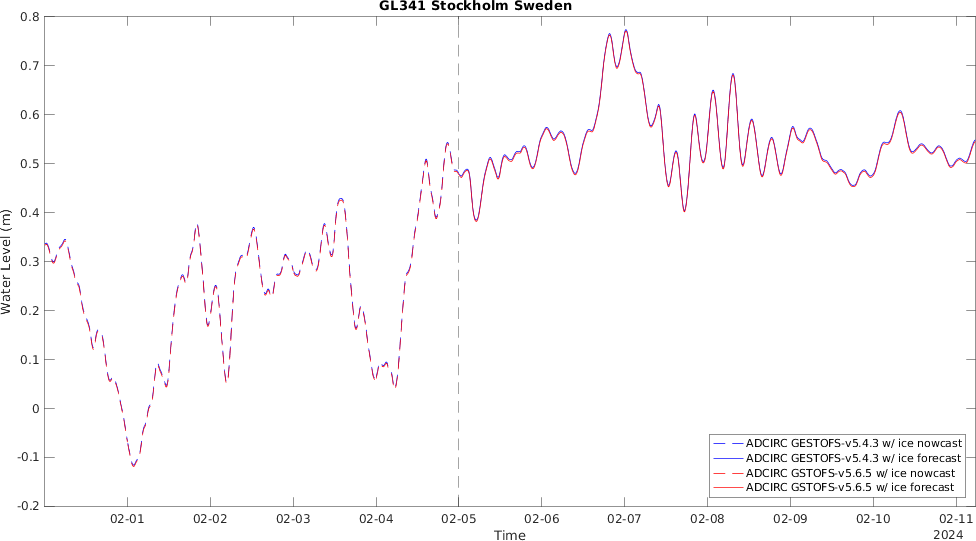 GL341 Stockholm Sweden
0.8
0.7
0.6
0.5
0.4
0.3
0.2
0.1
0
-0.1
-0.2
Water Level (m)
ADCIRC GESTOFS-v5.4.3 w/ ice nowcast
ADCIRC GESTOFS-v5.4.3 w/ ice forecast
ADCIRC GSTOFS-v5.6.5 w/ ice nowcast
ADCIRC GSTOFS-v5.6.5 w/ ice forecast
02-01 02-02 02-03 02-04 02-05 02-06 02-07 02-08 02-09 02-10 02-11
Time
2024